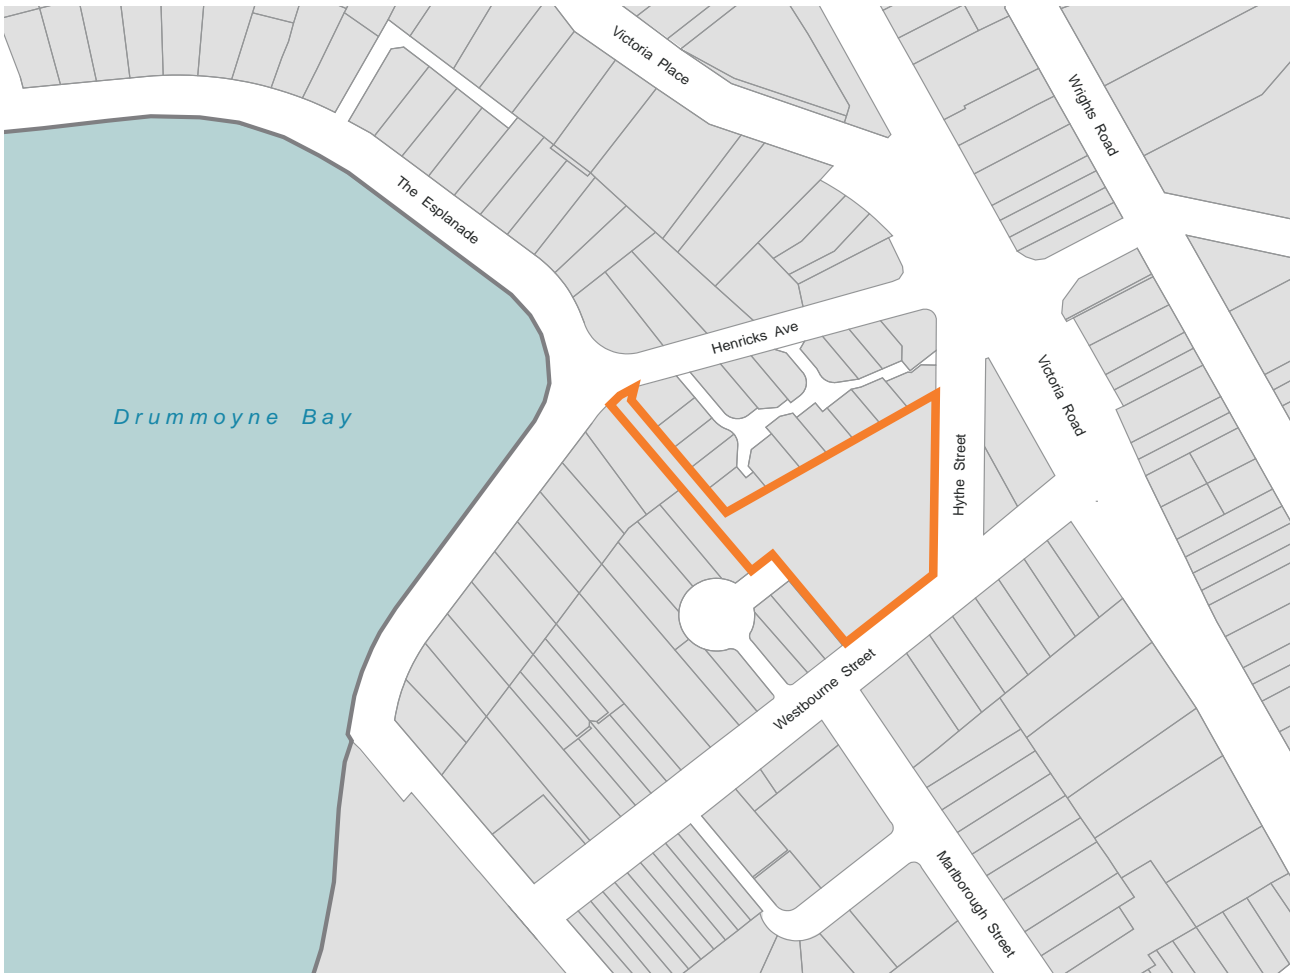 Victoria Place
Wrights Road
The Esplanade
Henricks Ave
Victoria Road
Drummoyne Bay
Hythe Street
Westbourne Street
Marlborough Street